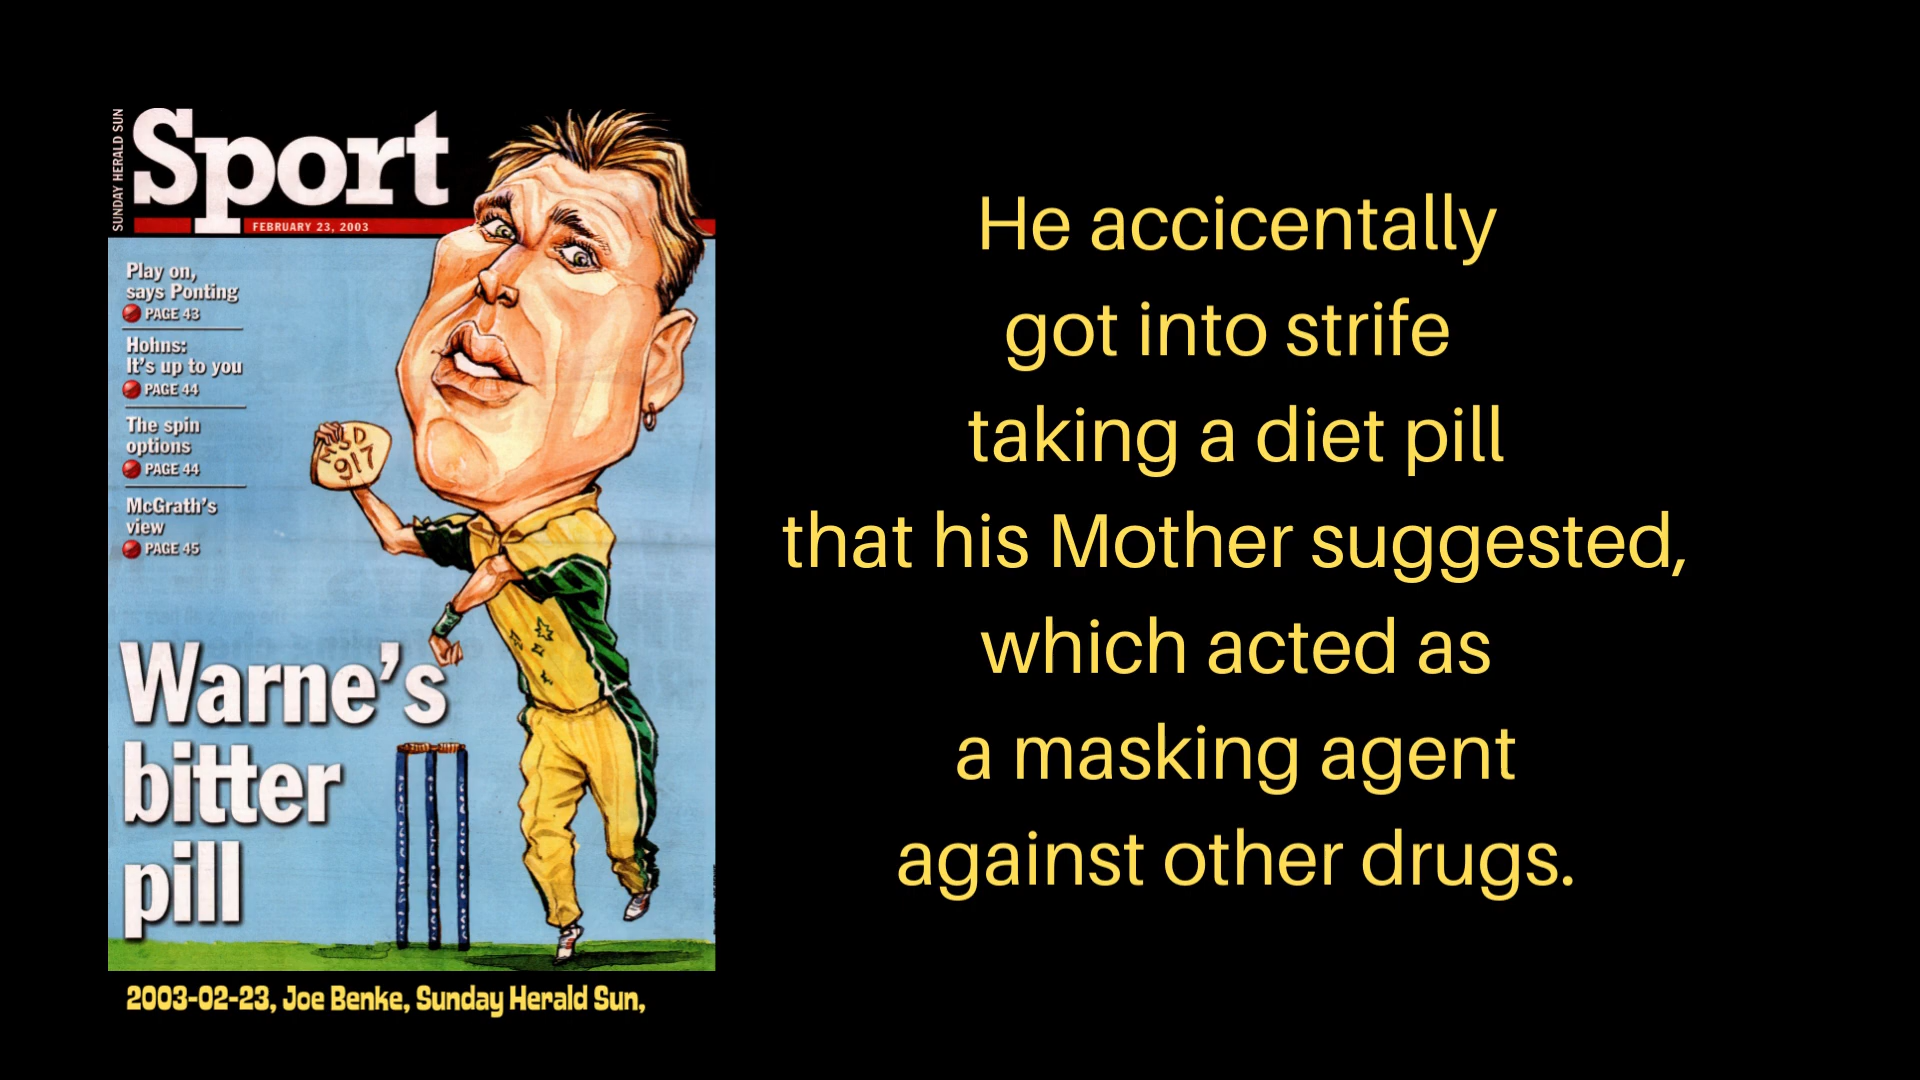 SUNDAY HERALD SUN
Sport
FEBRUARY 23, 2003
Play on,
says Ponting
PAGE 43
Hohns:
It's up to you
PAGE 44
The spin
options
PAGE 44
McGrath's
view
PAGE 45
MSD
917
Warne's
bitter
pill
2003-02-23, Joe Benke, Sunday Herald Sun,
He accicentally
got into strife
taking a diet pill
that his Mother suggested,
which acted as
a masking agent
against other drugs.